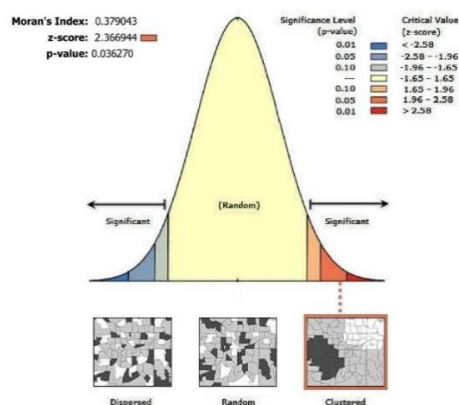 Moran's Index: 0.379043
z-score: 2.366944
p-value: 0.036270
Significance Level
(p-value)
Critical Value
(z-score)
0.01 < -2.58
0.05 -2.58 - -1.96
0.10 -1.96 - -1.65
--- -1.65 - 1.65
0.10 1.65 - 1.96
0.05 1.96 - 2.58
0.01 > 2.58
Significant
(Random)
Significant
Dispersed
Random
Clustered